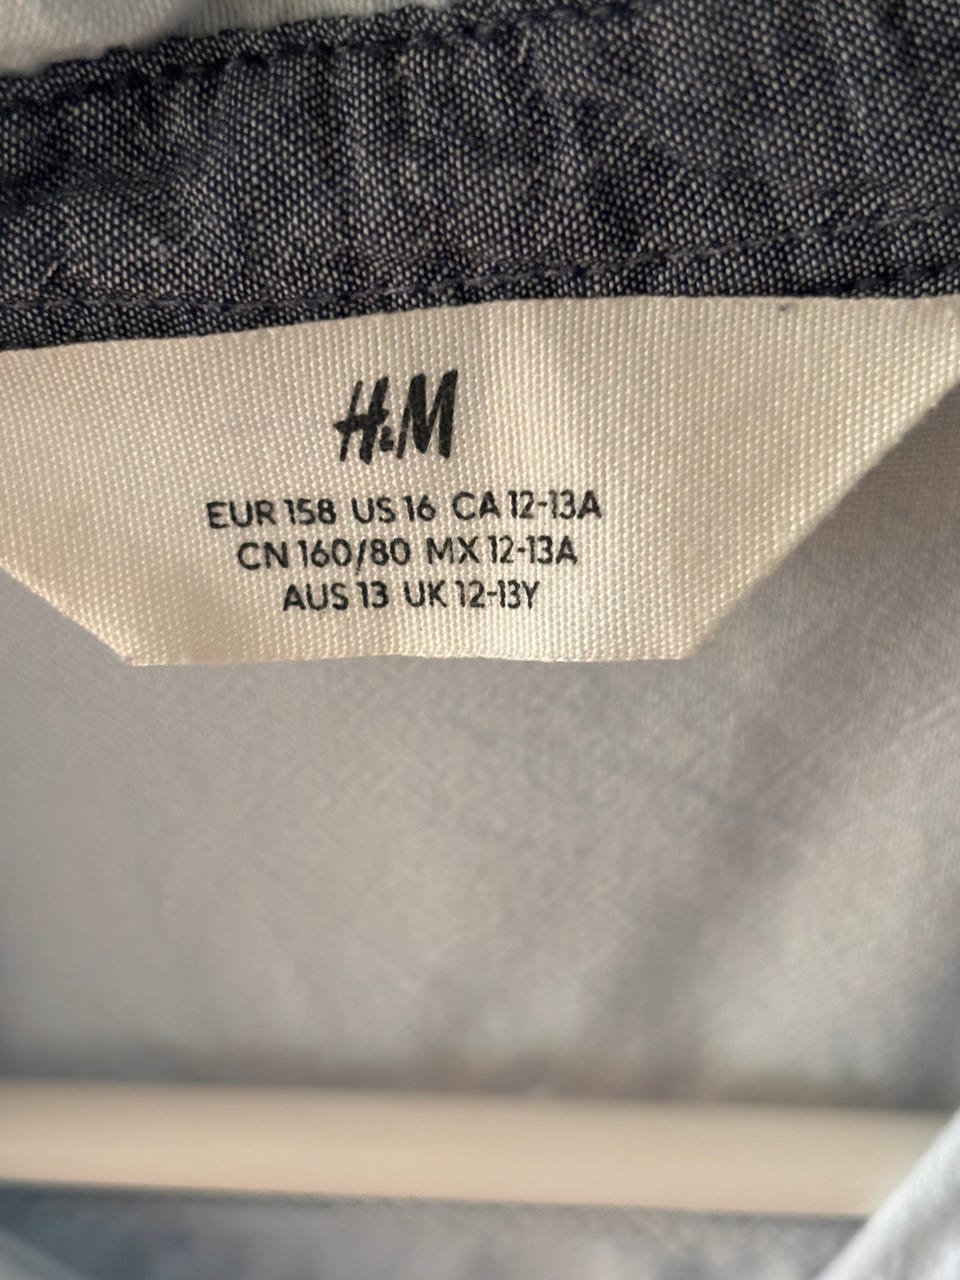 H&M
EUR 158 US 16 CA 12-13A
CN 160/80 MX 12-13A
AUS 13 UK 12-13Y